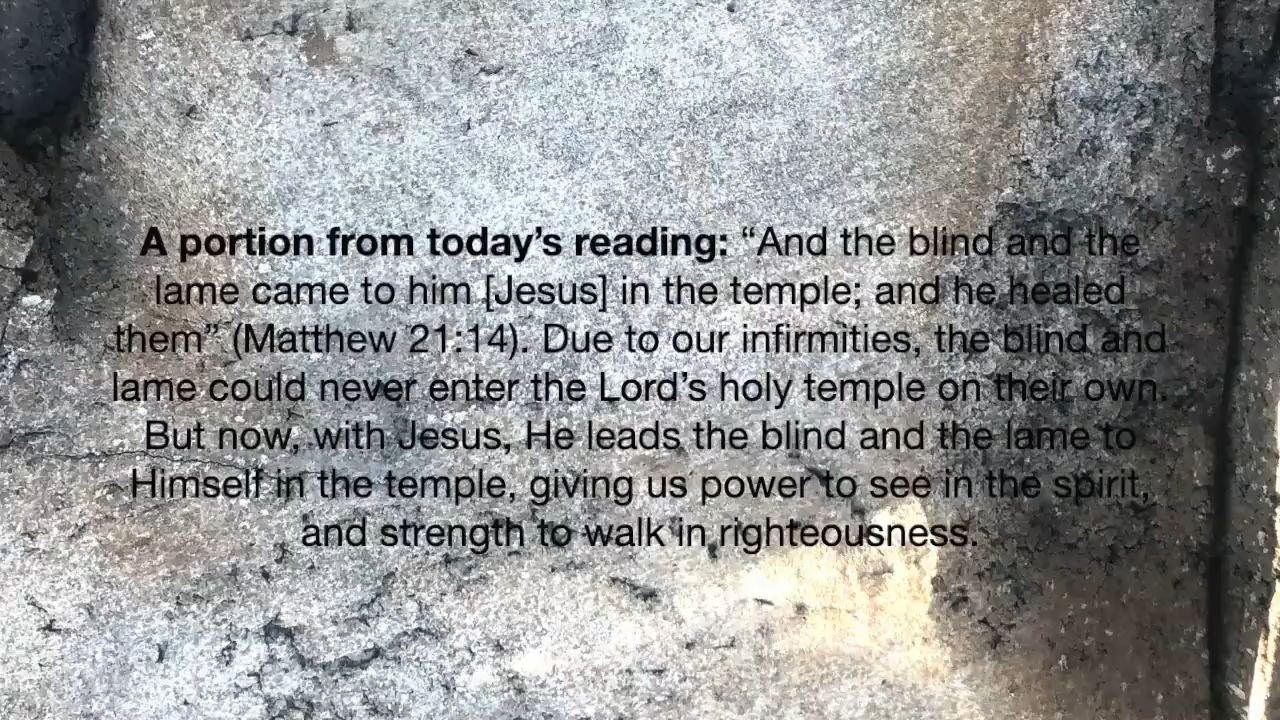 A portion from today’s reading: “And the blind and the
lame came to him [Jesus] in the temple; and he healed
them” (Matthew 21:14). Due to our infirmities, the blind and
lame could never enter the Lord’s holy temple on their own.
But now, with Jesus, He leads the blind and the lame to
Himself in the temple, giving us power to see in the spirit,
and strength to walk in righteousness.